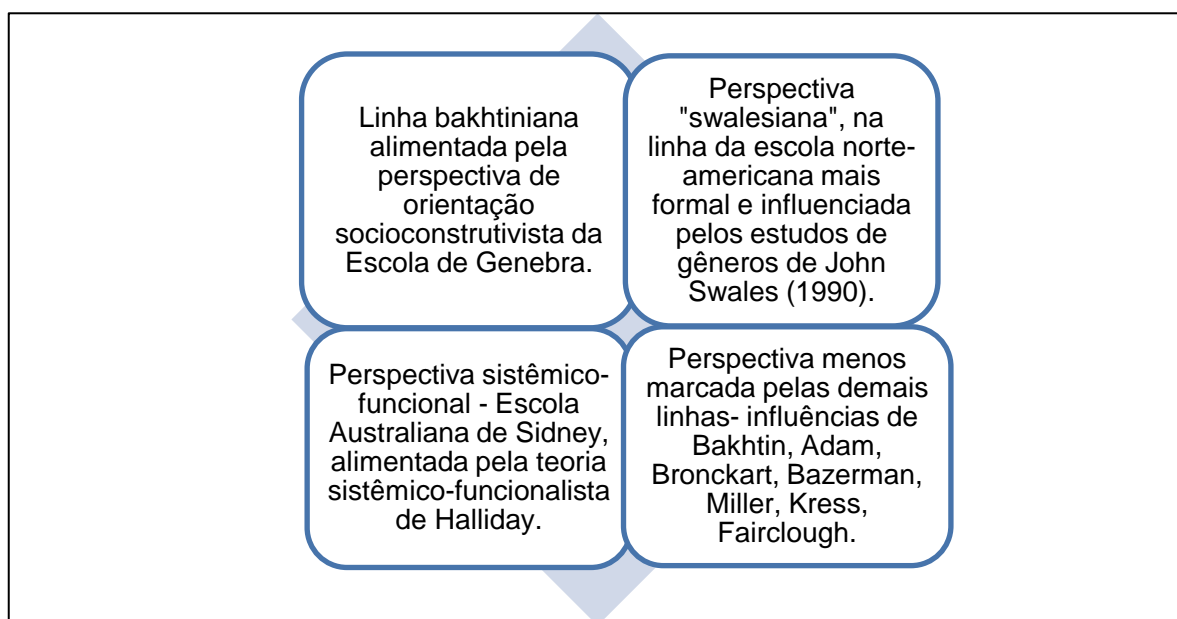 Linha bakhtiniana
alimentada pela
perspectiva de
orientação
socioconstrutivista da
Escola de Genebra.
Perspectiva
"swalesiana", na
linha da escola norte-
americana mais
formal e influenciada
pelos estudos de
gêneros de John
Swales (1990).
Perspectiva sistêmico-
funcional - Escola
Australiana de Sidney,
alimentada pela teoria
sistêmico-funcionalista
de Halliday.
Perspectiva menos
marcada pelas demais
linhas- influências de
Bakhtin, Adam,
Bronckart, Bazerman,
Miller, Kress,
Fairclough.